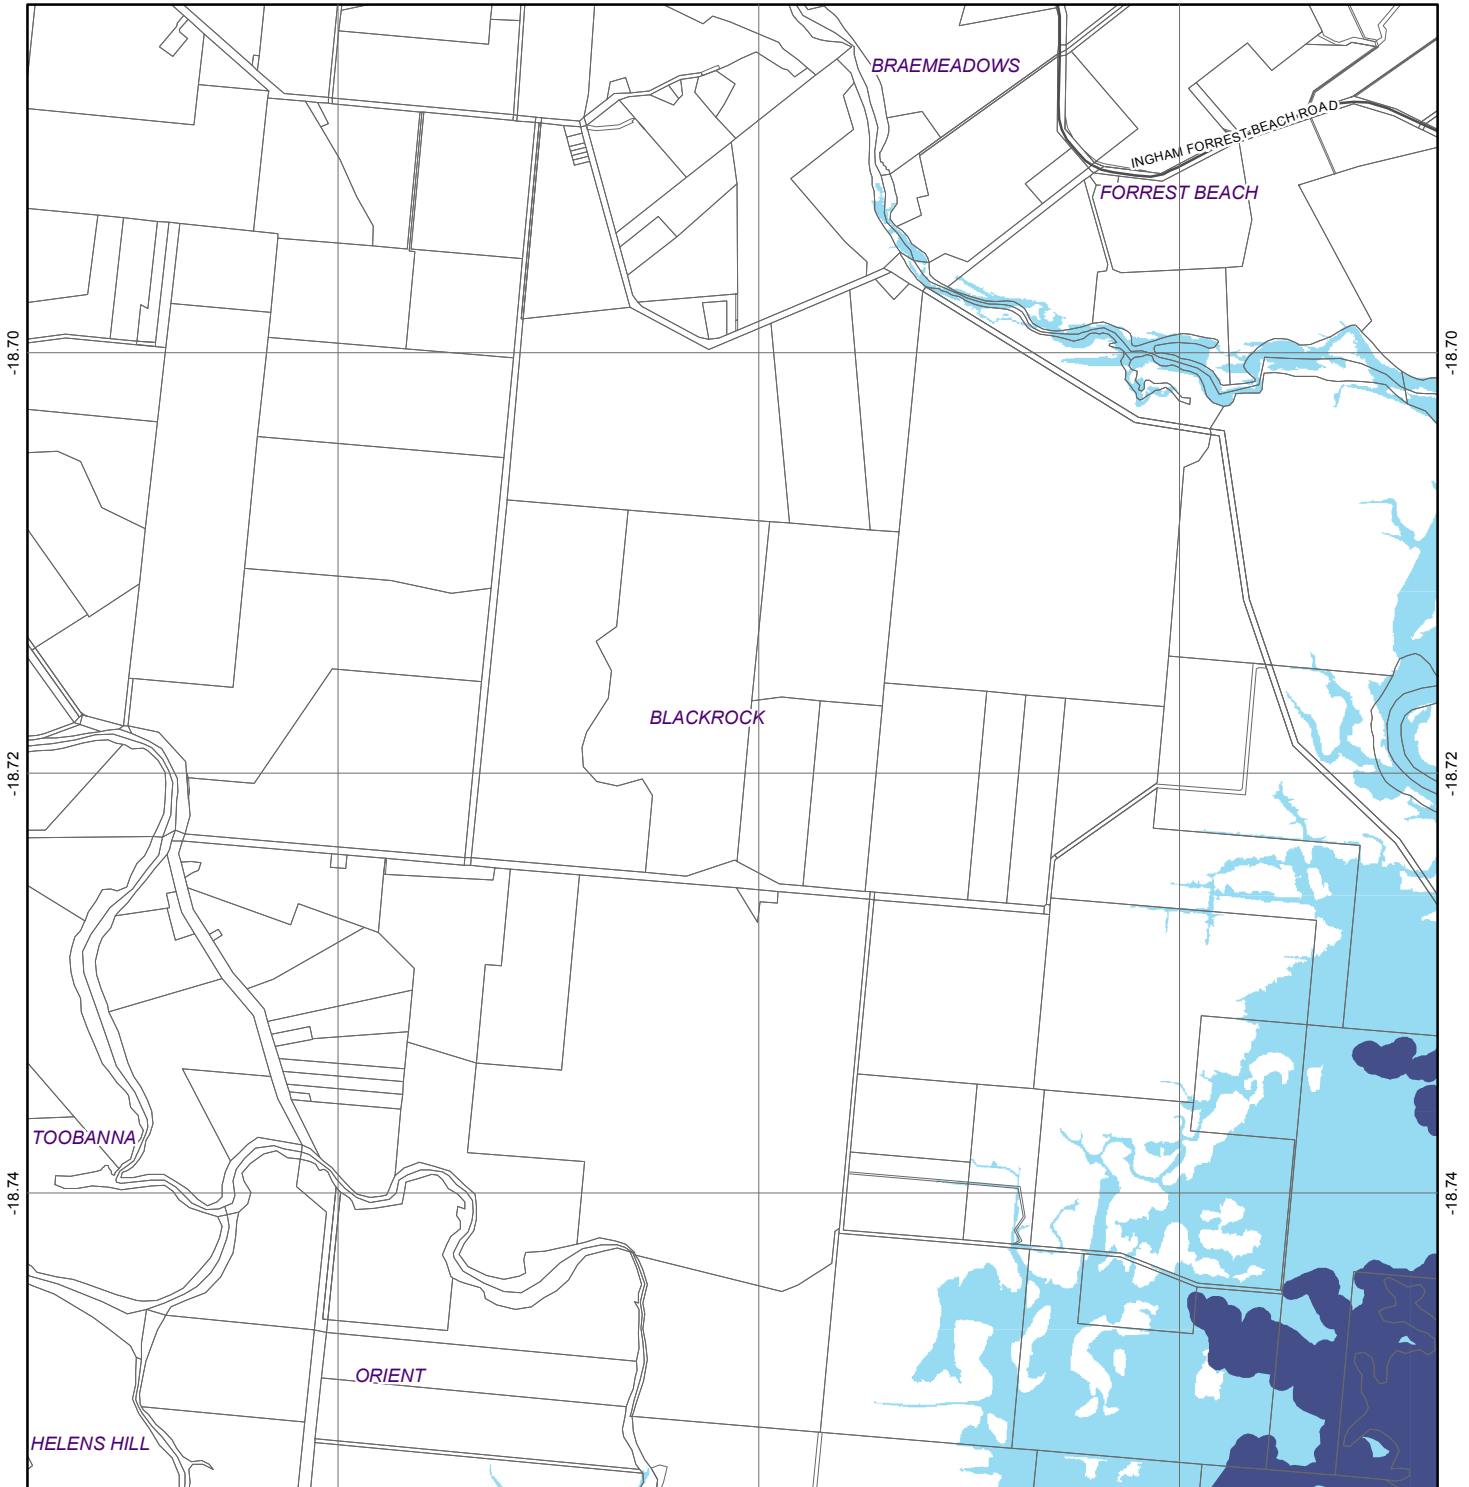 BRAEMEADOWS
INGHAM FORREST BEACH ROAD
FORREST BEACH
-18.70
-18.70
BLACKROCK
-18.72
-18.72
TOOBANNA
-18.74
-18.74
ORIENT
HELENS HILL